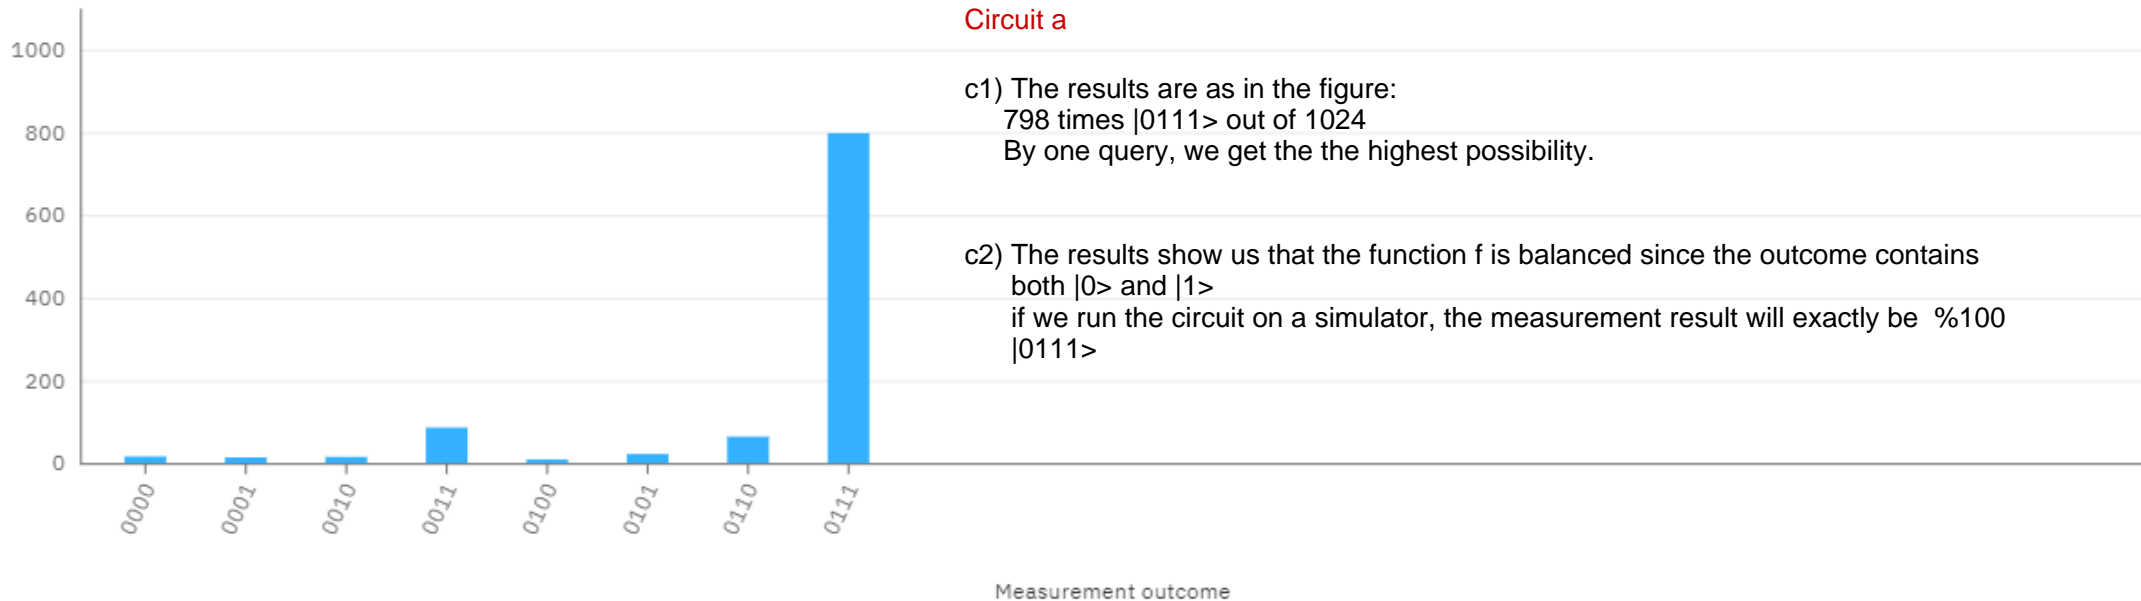 Circuit a
1000
c1) The results are as in the figure:
798 times |0111> out of 1024
800
By one query, we get the the highest possibility.
600
c2) The results show us that the function f is balanced since the outcome contains
both |0> and |1>
400
if we run the circuit on a simulator, the measurement result will exactly be %100
|0111>
200
0
0000 0001 0010 0011 0100 0101 0110 0111
Measurement outcome